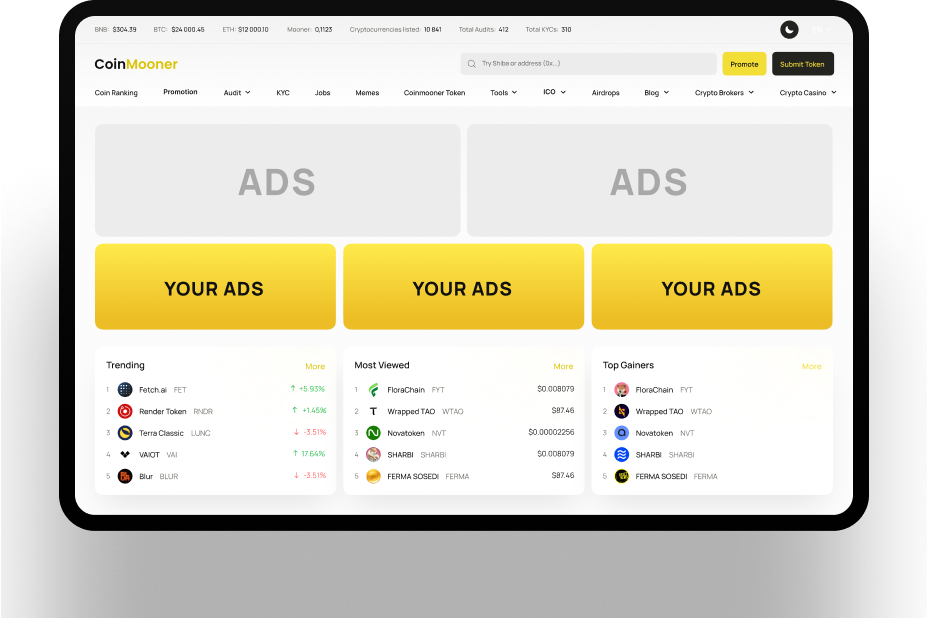 BNB: $304.39 BTC: $24 000.45 ETH: $12 000.10 Mooner: 0,1123 Cryptocurrencies listed: 10 841 Total Audits: 412 Total KYCs: 310
CoinMooner Try Shiba or address (0x...) Promote Submit Token
Coin Ranking Promotion Audit KYC Jobs Memes Coinmooner Token Tools ICO Airdrops Blog Crypto Brokers Crypto Casino
ADS ADS
YOUR ADS YOUR ADS YOUR ADS
Trending More
1 Fetch.ai FET ↑ +5.93%
2 Render Token RNDR ↑ +1.45%
3 Terra Classic LUNC ↓ -3.51%
4 VAIOT VAI ↑ 17.64%
5 Blur BLUR ↓ -3.51%
Most Viewed More
1 FloraChain FYT $0.008079
2 Wrapped TAO WTAO $87.46
3 Novatoken NVT $0.00002256
4 SHARBI SHARBI $0.008079
5 FERMA SOSEDI FERMA $87.46
Top Gainers More
1 FloraChain FYT
2 Wrapped TAO WTAO
3 Novatoken NVT
4 SHARBI SHARBI
5 FERMA SOSEDI FERMA